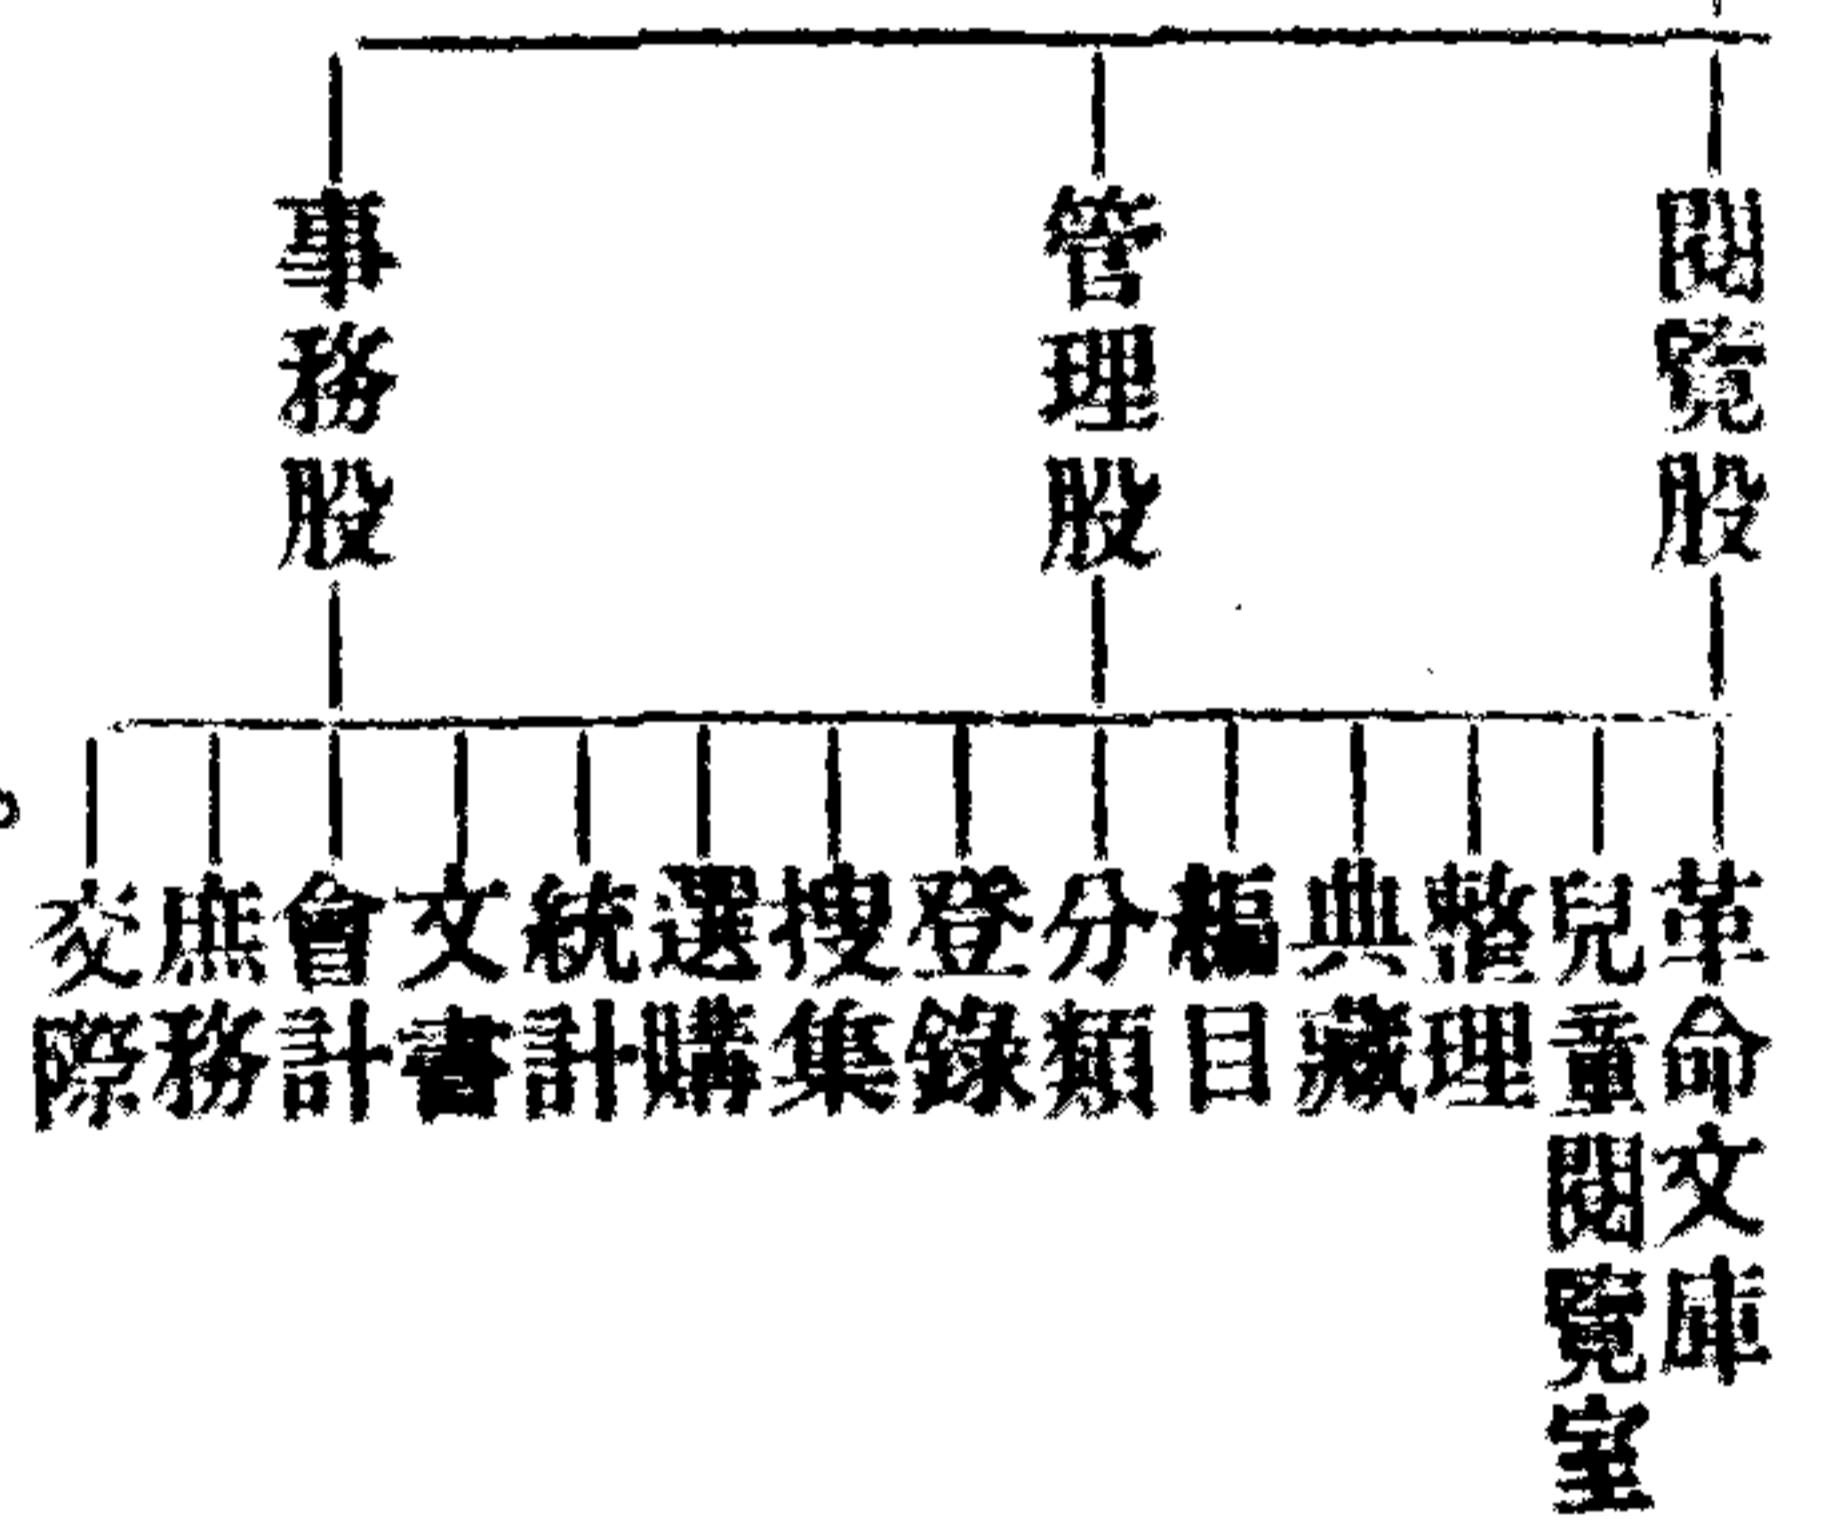 閱覽股
管理股
事務股
革命文庫
兒童閱覽室
整理
典藏
編目
分類
登錄
搜集
選購
統計
文書
會計
庶務
交際